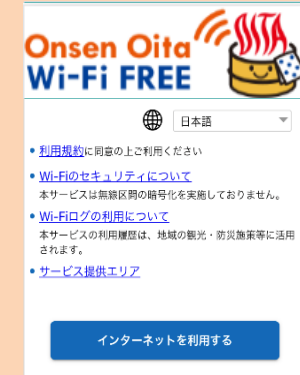 Onsen Oita
Wi-Fi FREE
OITA
日本語
利用規約に同意の上ご利用ください
Wi-Fiのセキュリティについて
本サービスは無線区間の暗号化を実施しておりません。
Wi-Fiログの利用について
本サービスの利用履歴は、地域の観光・防災施策等に活用
されます。
サービス提供エリア
インターネットを利用する